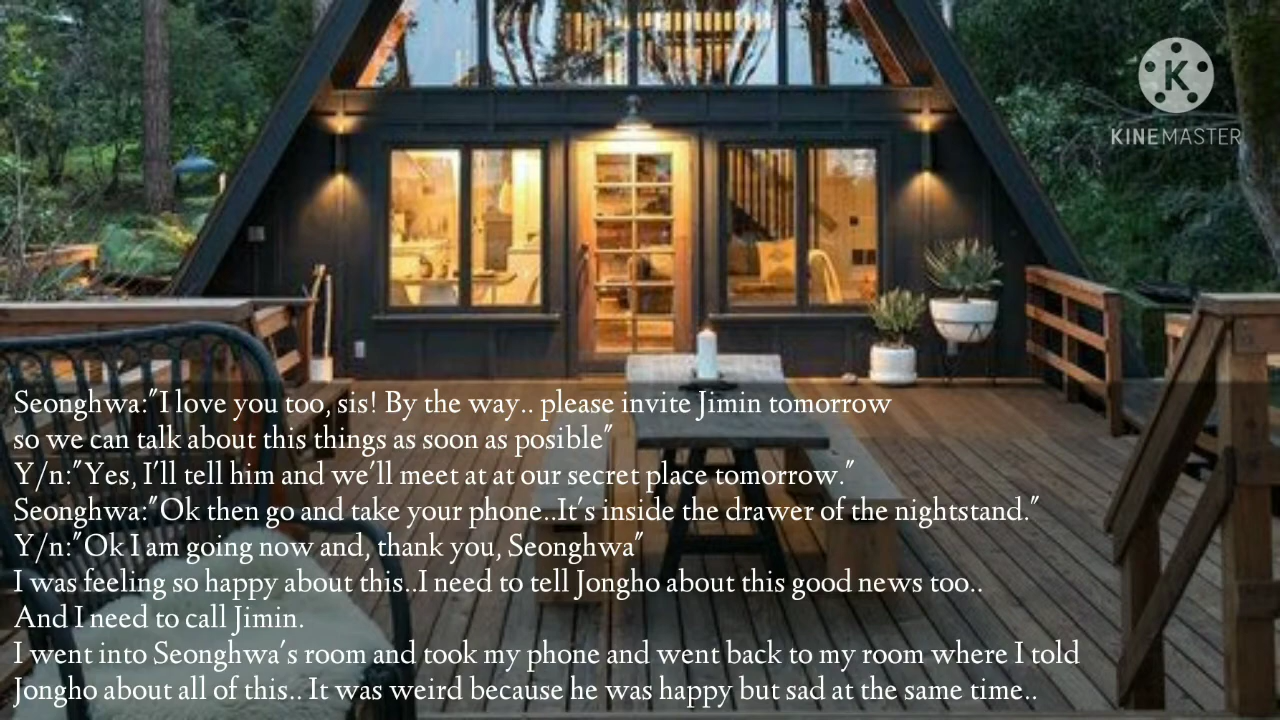 KINEMASTER
Seonghwa:"I love you too, sis! By the way.. please invite Jimin tomorrow
so we can talk about this things as soon as posible"
Y/n:"Yes, I'll tell him and we'll meet at at our secret place tomorrow."
Seonghwa:"Ok then go and take your phone..It's inside the drawer of the nightstand."
Y/n:"Ok I am going now and, thank you, Seonghwa"
I was feeling so happy about this..I need to tell Jongho about this good news too..
And I need to call Jimin.
I went into Seonghwa's room and took my phone and went back to my room where I told
Jongho about all of this.. It was weird because he was happy but sad at the same time..